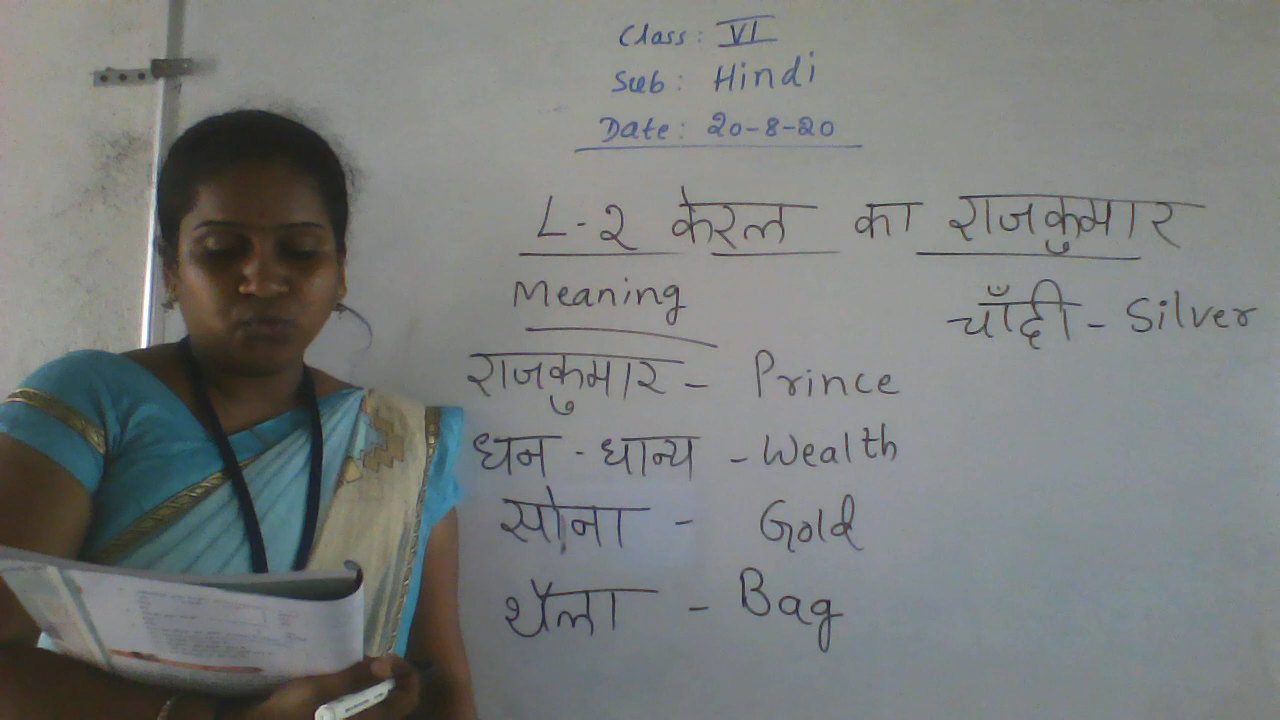 Class: VI
Sub: Hindi
Date: 20-8-20
L-2 केरल का राजकुमार
Meaning
चाँदी - Silver
राजकुमार - Prince
धन - धान्य - Wealth
सोना - Gold
थैला - Bag